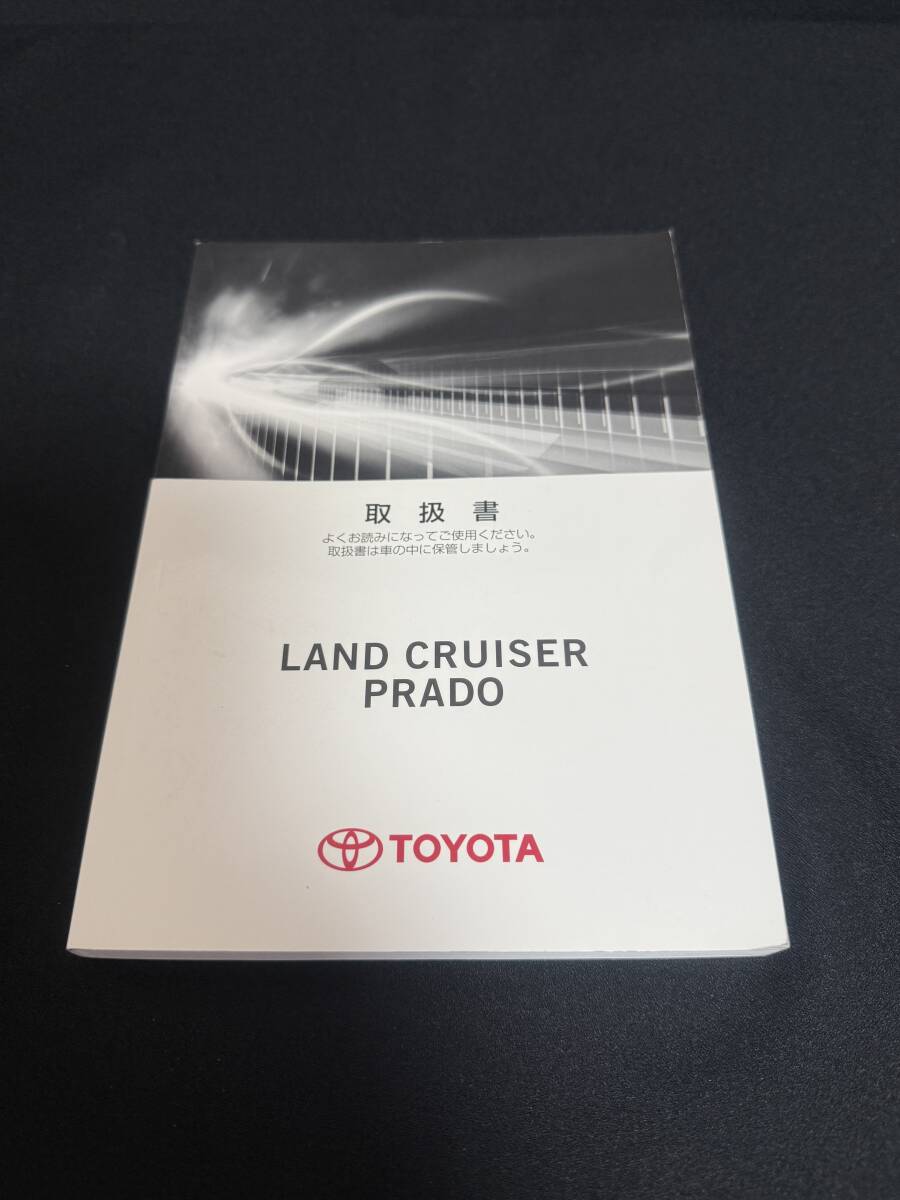 取扱書
よくお読みになってご使用ください。
取扱書は車の中に保管しましょう。
LAND CRUISER
PRADO
TOYOTA